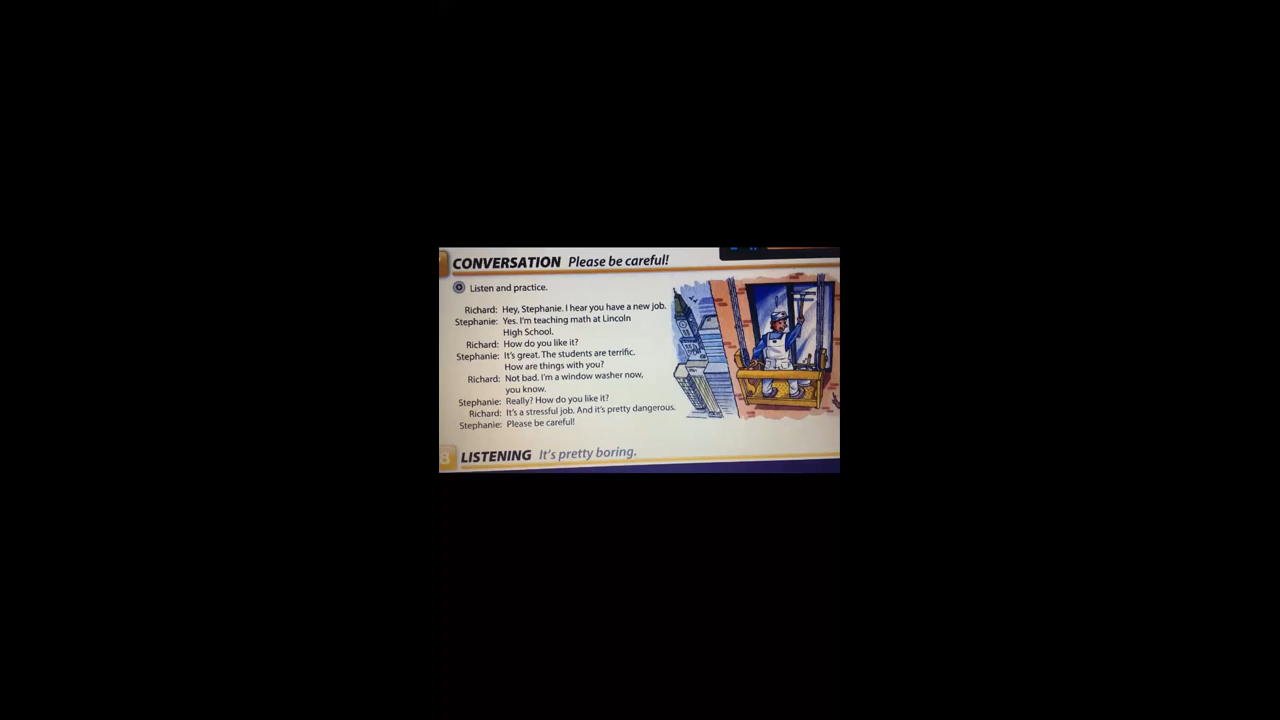 CONVERSATION Please be careful!
Listen and practice.
Richard: Hey, Stephanie. I hear you have a new job.
Stephanie: Yes. I'm teaching math at Lincoln
High School.
Richard: How do you like it?
Stephanie: It's great. The students are terrific.
How are things with you?
Richard: Not bad. I'm a window washer now,
you know.
Stephanie: Really? How do you like it?
Richard: It's a stressful job. And it's pretty dangerous.
Stephanie: Please be careful!
8 LISTENING It's pretty boring.